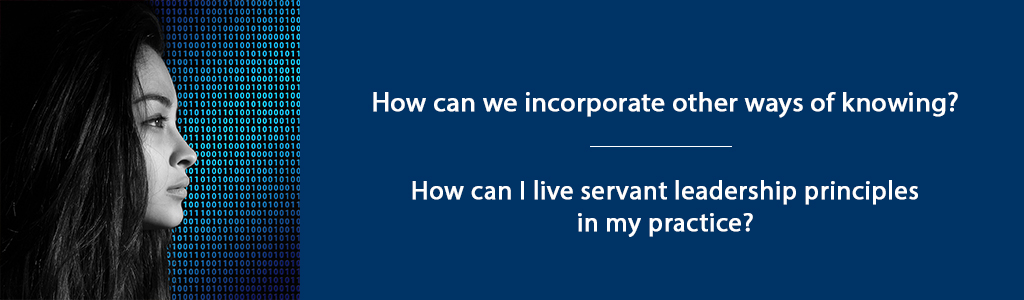 How can we incorporate other ways of knowing?
How can I live servant leadership principles
in my practice?